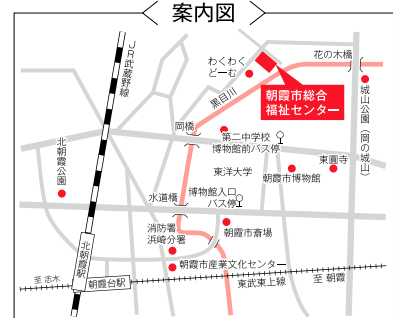 案内図
JR武蔵野線
わくわく
どーむ
花の木橋
黒目川
朝霞市総合
福祉センター
城山公園(岡の城山)
岡橋
第二中学校
博物館前バス停
東洋大学
東圓寺
朝霞市博物館
北朝霞公園
水道橋
博物館入口
バス停
消防署
浜崎分署
朝霞市斎場
北朝霞駅
朝霞市産業文化センター
至 志木
朝霞台駅
東武東上線
至 朝霞